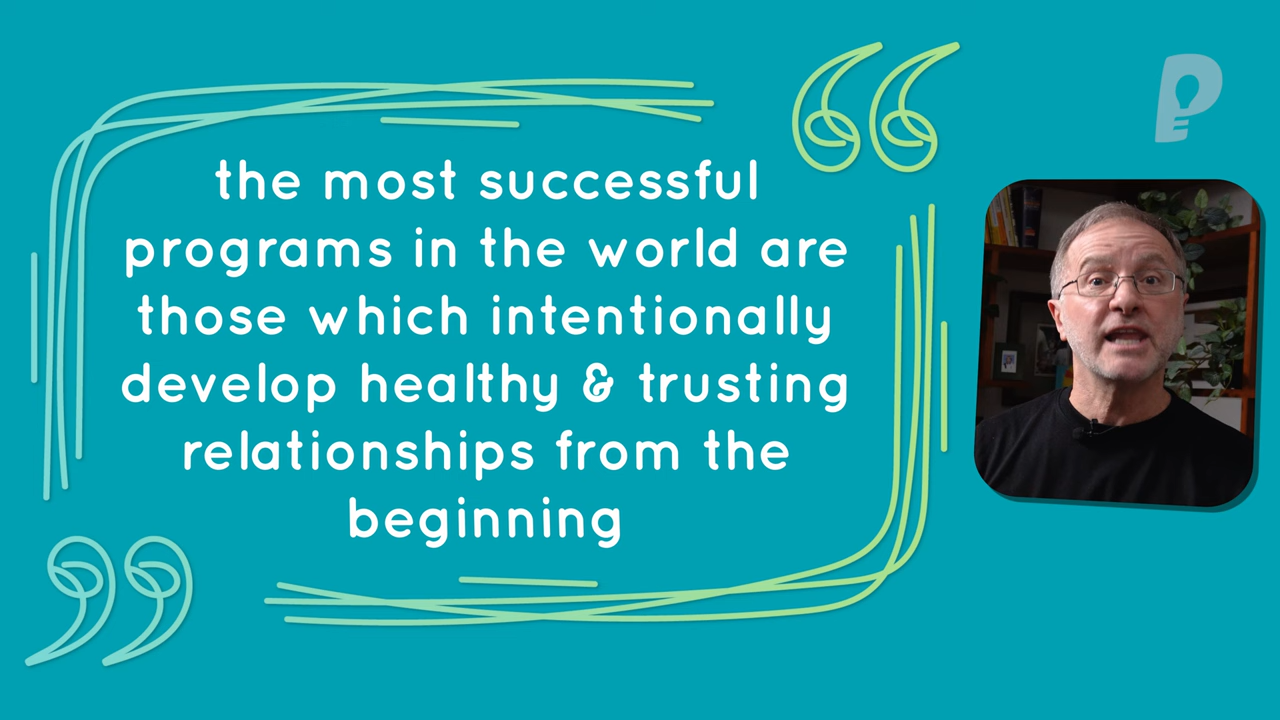 the most successful
programs in the world are
those which intentionally
develop healthy & trusting
relationships from the
beginning